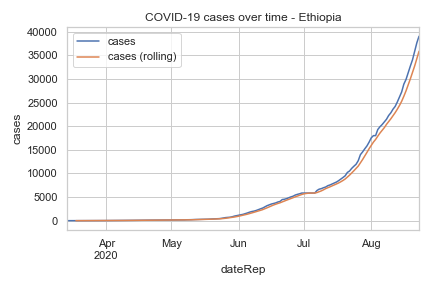 COVID-19 cases over time - Ethiopia
cases
cases (rolling)
40000
35000
30000
25000
20000
15000
10000
5000
0
cases
Apr
2020
May
Jun
Jul
Aug
dateRep